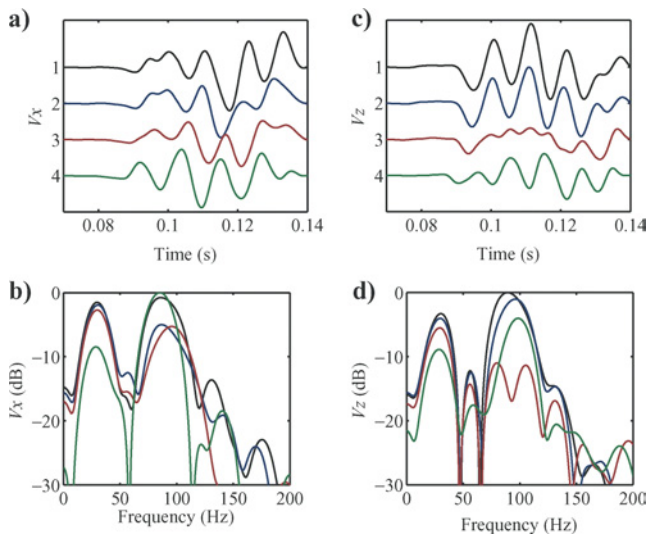 a)
1
2
3
4
Vx
0.08 0.1 0.12 0.14
Time (s)
c)
1
2
3
4
Vz
0.08 0.1 0.12 0.14
Time (s)
b)
0
−10
−20
−30
Vx (dB)
0 50 100 150 200
Frequency (Hz)
d)
0
−10
−20
−30
Vz (dB)
0 50 100 150 200
Frequency (Hz)